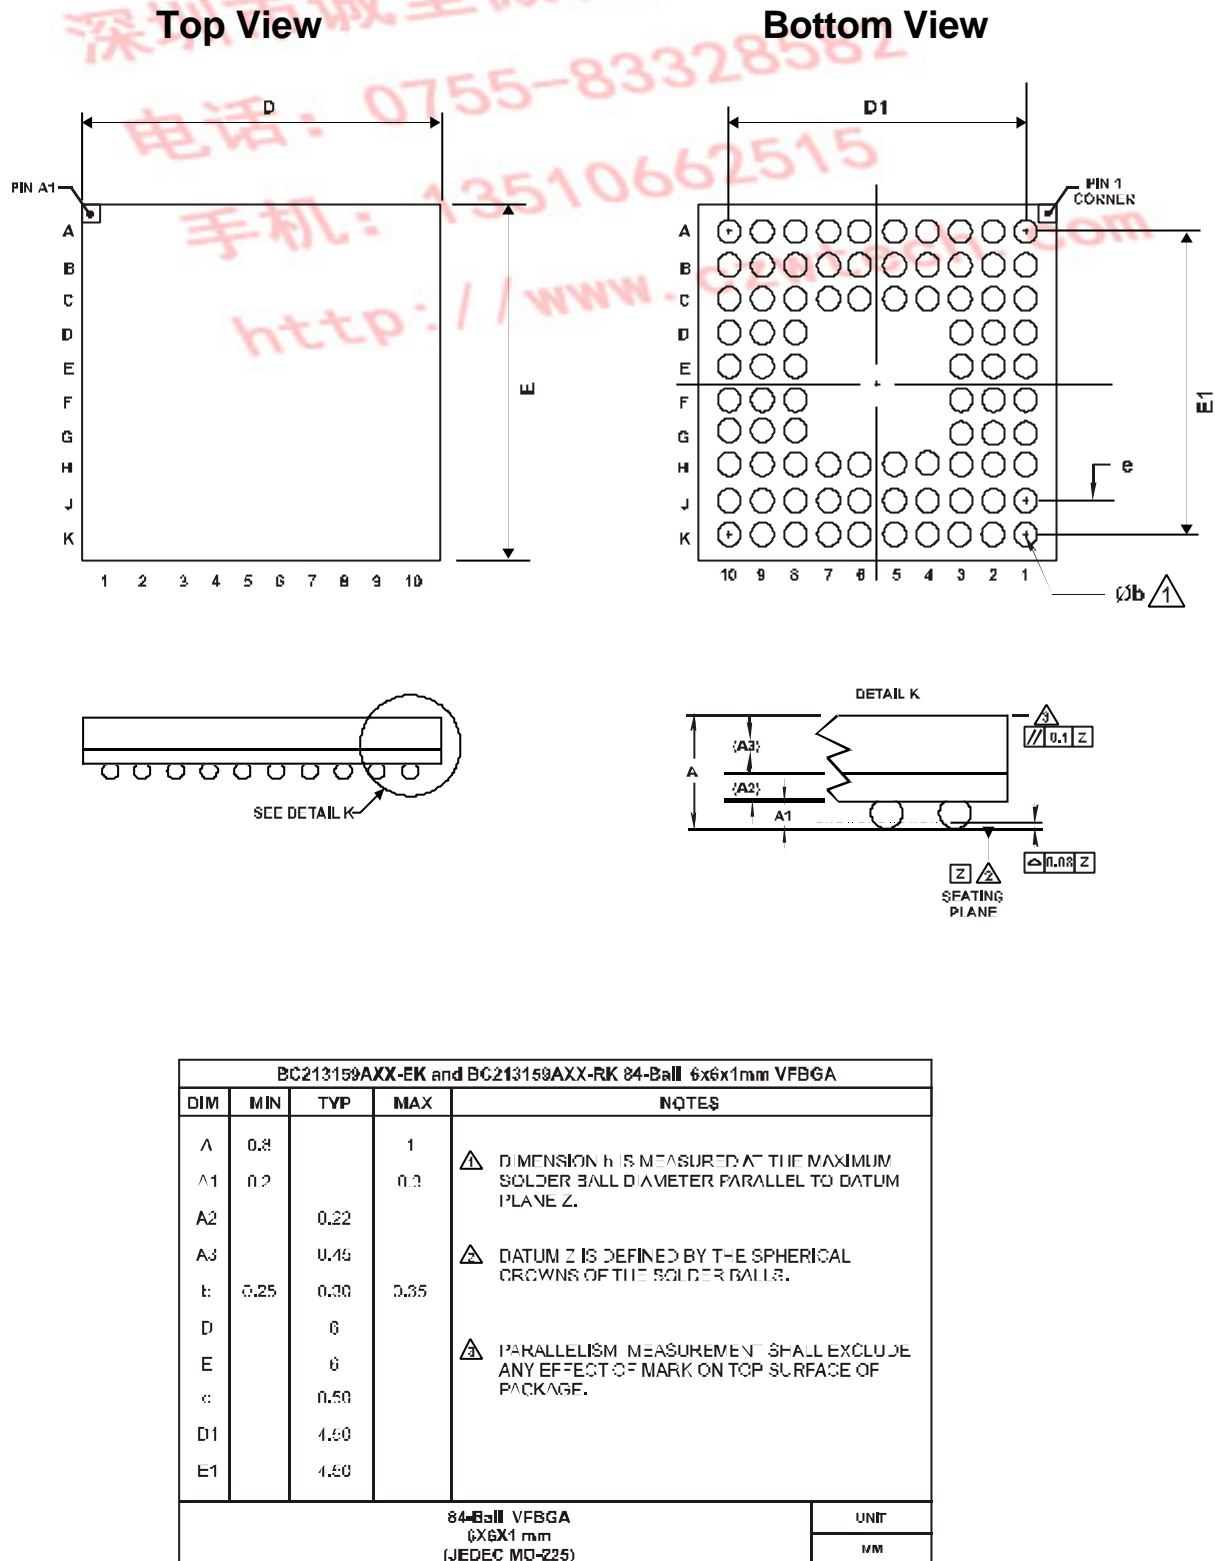 Top View
Bottom View
电话: 0755-83328582
手机: 13510662515
http://www.czwtech.com
D
D1
PIN A1
PIN 1
CORNER
A
B
C
D
E
F
G
H
J
K
E
1 2 3 4 5 6 7 8 9 10
A
B
C
D
E
F
G
H
J
K
E1
e
10 9 8 7 6 5 4 3 2 1
Øb 1
SEE DETAIL K
DETAIL K
3
// 0.1 Z
(A3)
A
(A2)
A1
0.08 Z
Z 2
SEATING
PLANE
BC213159AXX-EK and BC213159AXX-RK 84-Ball 6x6x1mm VFBGA
DIM MIN TYP MAX NOTES
A 0.8 1
A1 0.2 0.3
A2 0.22
A3 0.45
b 0.25 0.30 0.35
D 6
E 6
e 0.50
D1 4.50
E1 4.50
1 DIMENSION b IS MEASURED AT THE MAXIMUM
SOLDER BALL DIAMETER PARALLEL TO DATUM
PLANE Z.
2 DATUM Z IS DEFINED BY THE SPHERICAL
CROWNS OF THE SOLDER BALLS.
3 PARALLELISM MEASUREMENT SHALL EXCLUDE
ANY EFFECT OF MARK ON TOP SURFACE OF
PACKAGE.
84-Ball VFBGA
6X6X1 mm
(JEDEC MO-225)
UNIT
MM